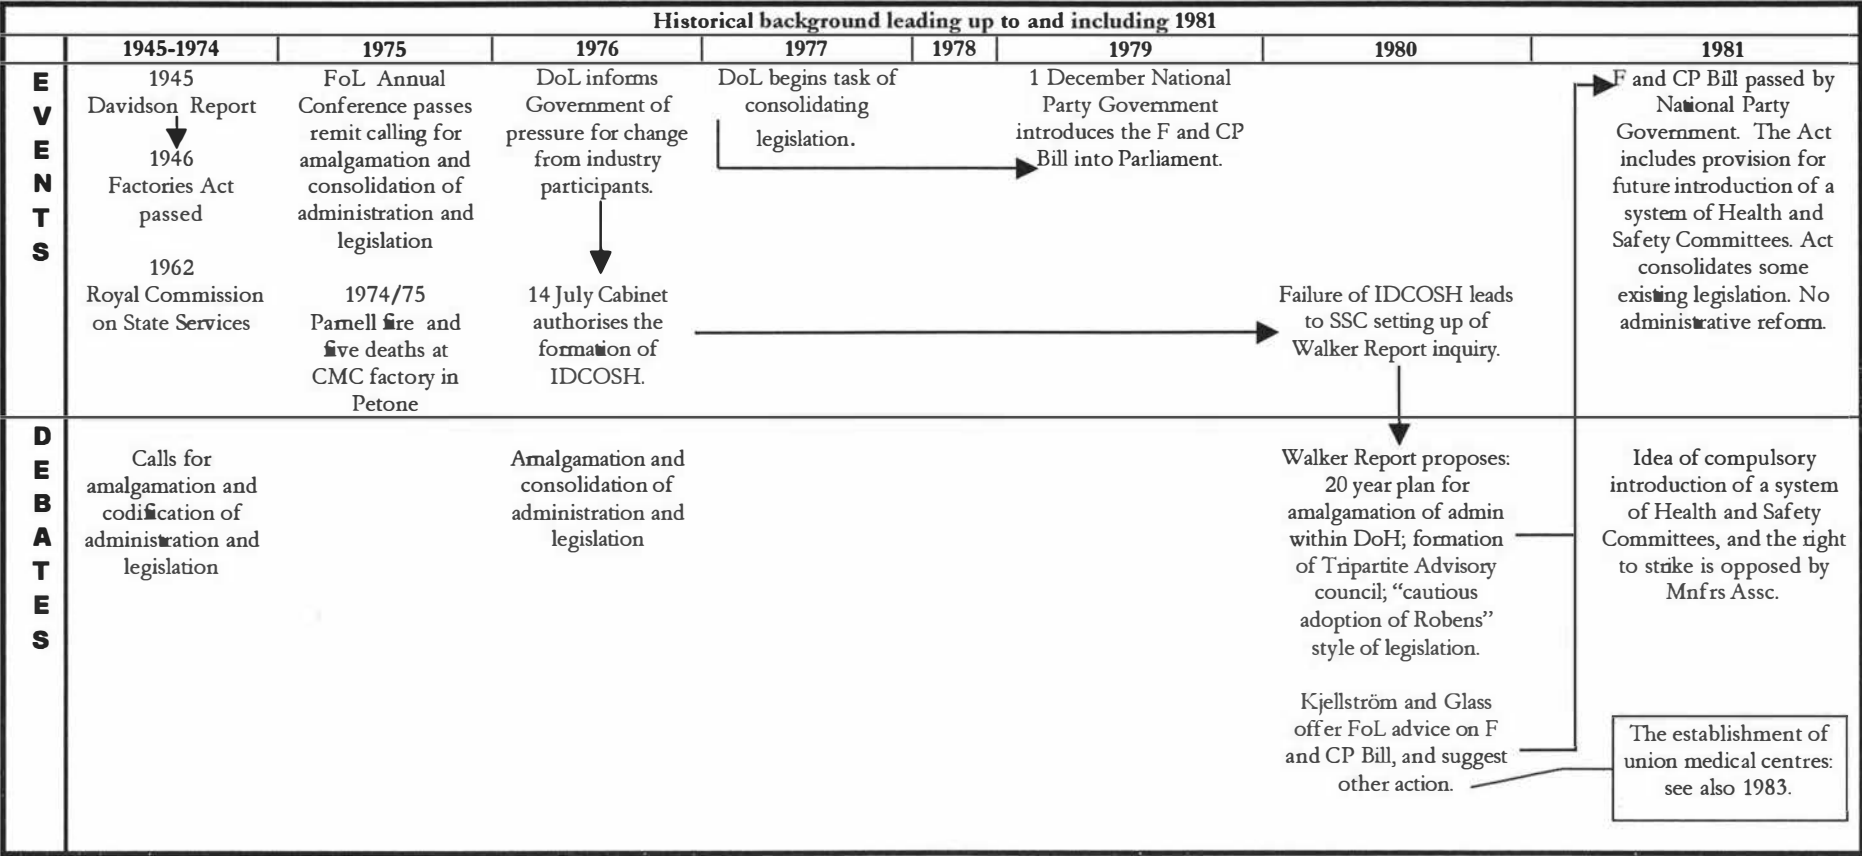 Historical background leading up to and including 1981
1945-1974
1975
1976
1977
1978
1979
1980
1981
EVENTS
1945
Davidson Report
1946
Factories Act
passed
1962
Royal Commission
on State Services
FoL Annual
Conference passes
remit calling for
amalgamation and
consolidation of
administration and
legislation
1974/75
Parnell fire and
five deaths at
CMC factory in
Petone
DoL informs
Government of
pressure for change
from industry
participants.
14 July Cabinet
authorises the
formation of
IDCOSH.
DoL begins task of
consolidating
legislation.
1 December National
Party Government
introduces the F and CP
Bill into Parliament.
Failure of IDCOSH leads
to SSC setting up of
Walker Report inquiry.
F and CP Bill passed by
National Party
Government. The Act
includes provision for
future introduction of a
system of Health and
Safety Committees. Act
consolidates some
existing legislation. No
administrative reform.
DEBATES
Calls for
amalgamation and
codification of
administration and
legislation
Amalgamation and
consolidation of
administration and
legislation
Walker Report proposes:
20 year plan for
amalgamation of admin
within DoH; formation
of Tripartite Advisory
council; “cautious
adoption of Robens”
style of legislation.
Kjellström and Glass
offer FoL advice on F
and CP Bill, and suggest
other action.
Idea of compulsory
introduction of a system
of Health and Safety
Committees, and the right
to strike is opposed by
Mnfrs Assc.
The establishment of
union medical centres:
see also 1983.